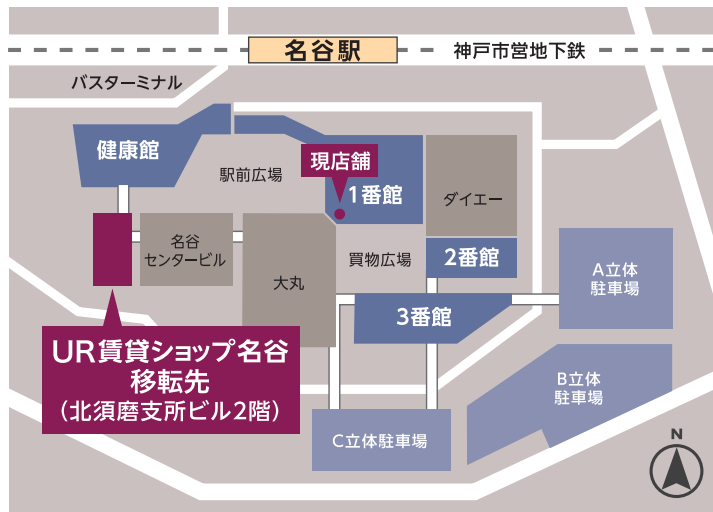 名谷駅
神戸市営地下鉄
バスターミナル
健康館
駅前広場
現店舗
1番館
ダイエー
名谷
センタービル
大丸
買物広場
2番館
A立体
駐車場
3番館
UR賃貸ショップ名谷
移転先
（北須磨支所ビル2階）
B立体
駐車場
C立体駐車場
N